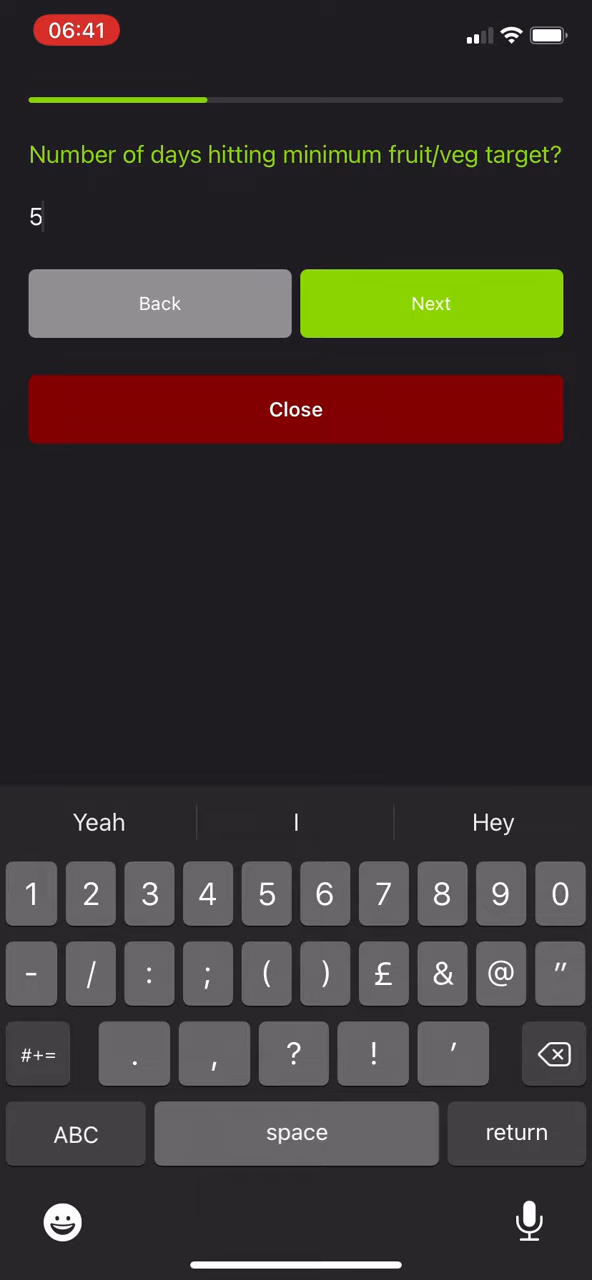 06:41
Number of days hitting minimum fruit/veg target?
5
Back Next
Close
Yeah I Hey
1 2 3 4 5 6 7 8 9 0
- / : ; ( ) £ & @ "
#+= . , ? ! '
ABC space return